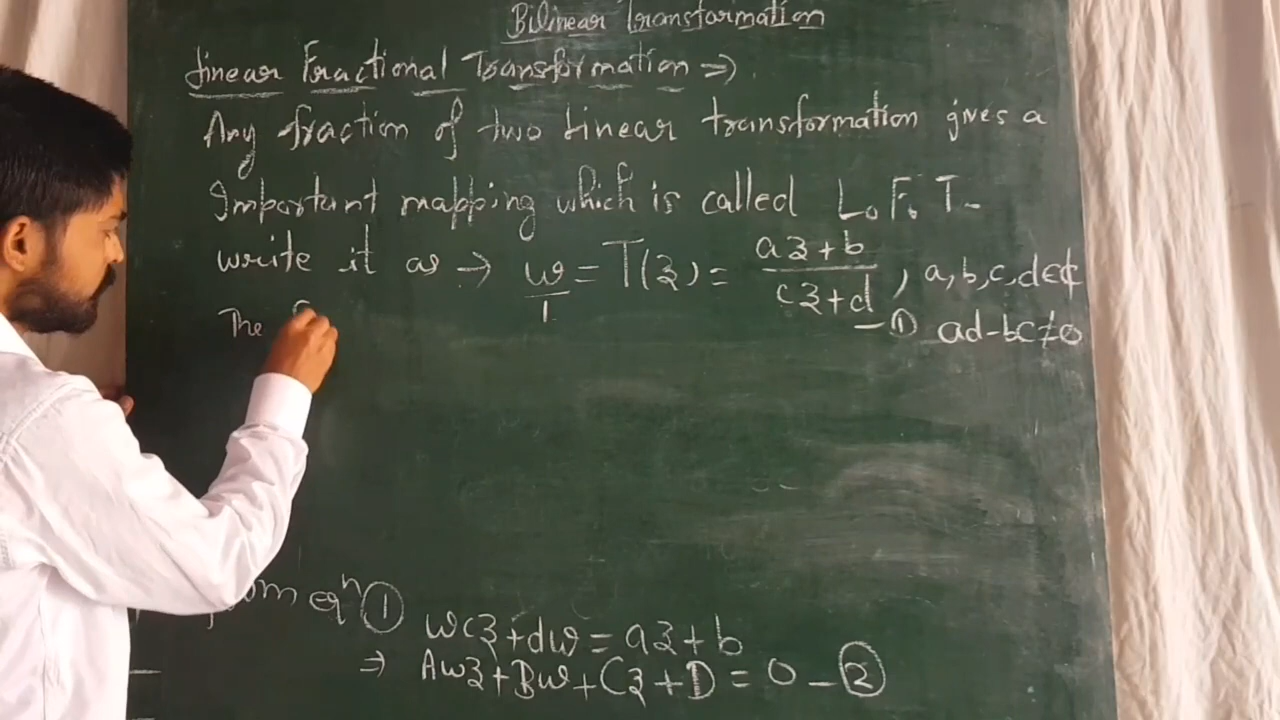 Bilinear Transformation
Linear Fractional Transformation ⇒
Any fraction of two linear transformation gives a
Important mapping which is called L.F.T.
write it as → w/1 = T(z) = (az+b)/(cz+d), a,b,c,d∈ℂ
—① ad-bc≠0
The
from eqn ①
wcz+dw=az+b
⇒ Awz+Bw+Cz+D=0—②